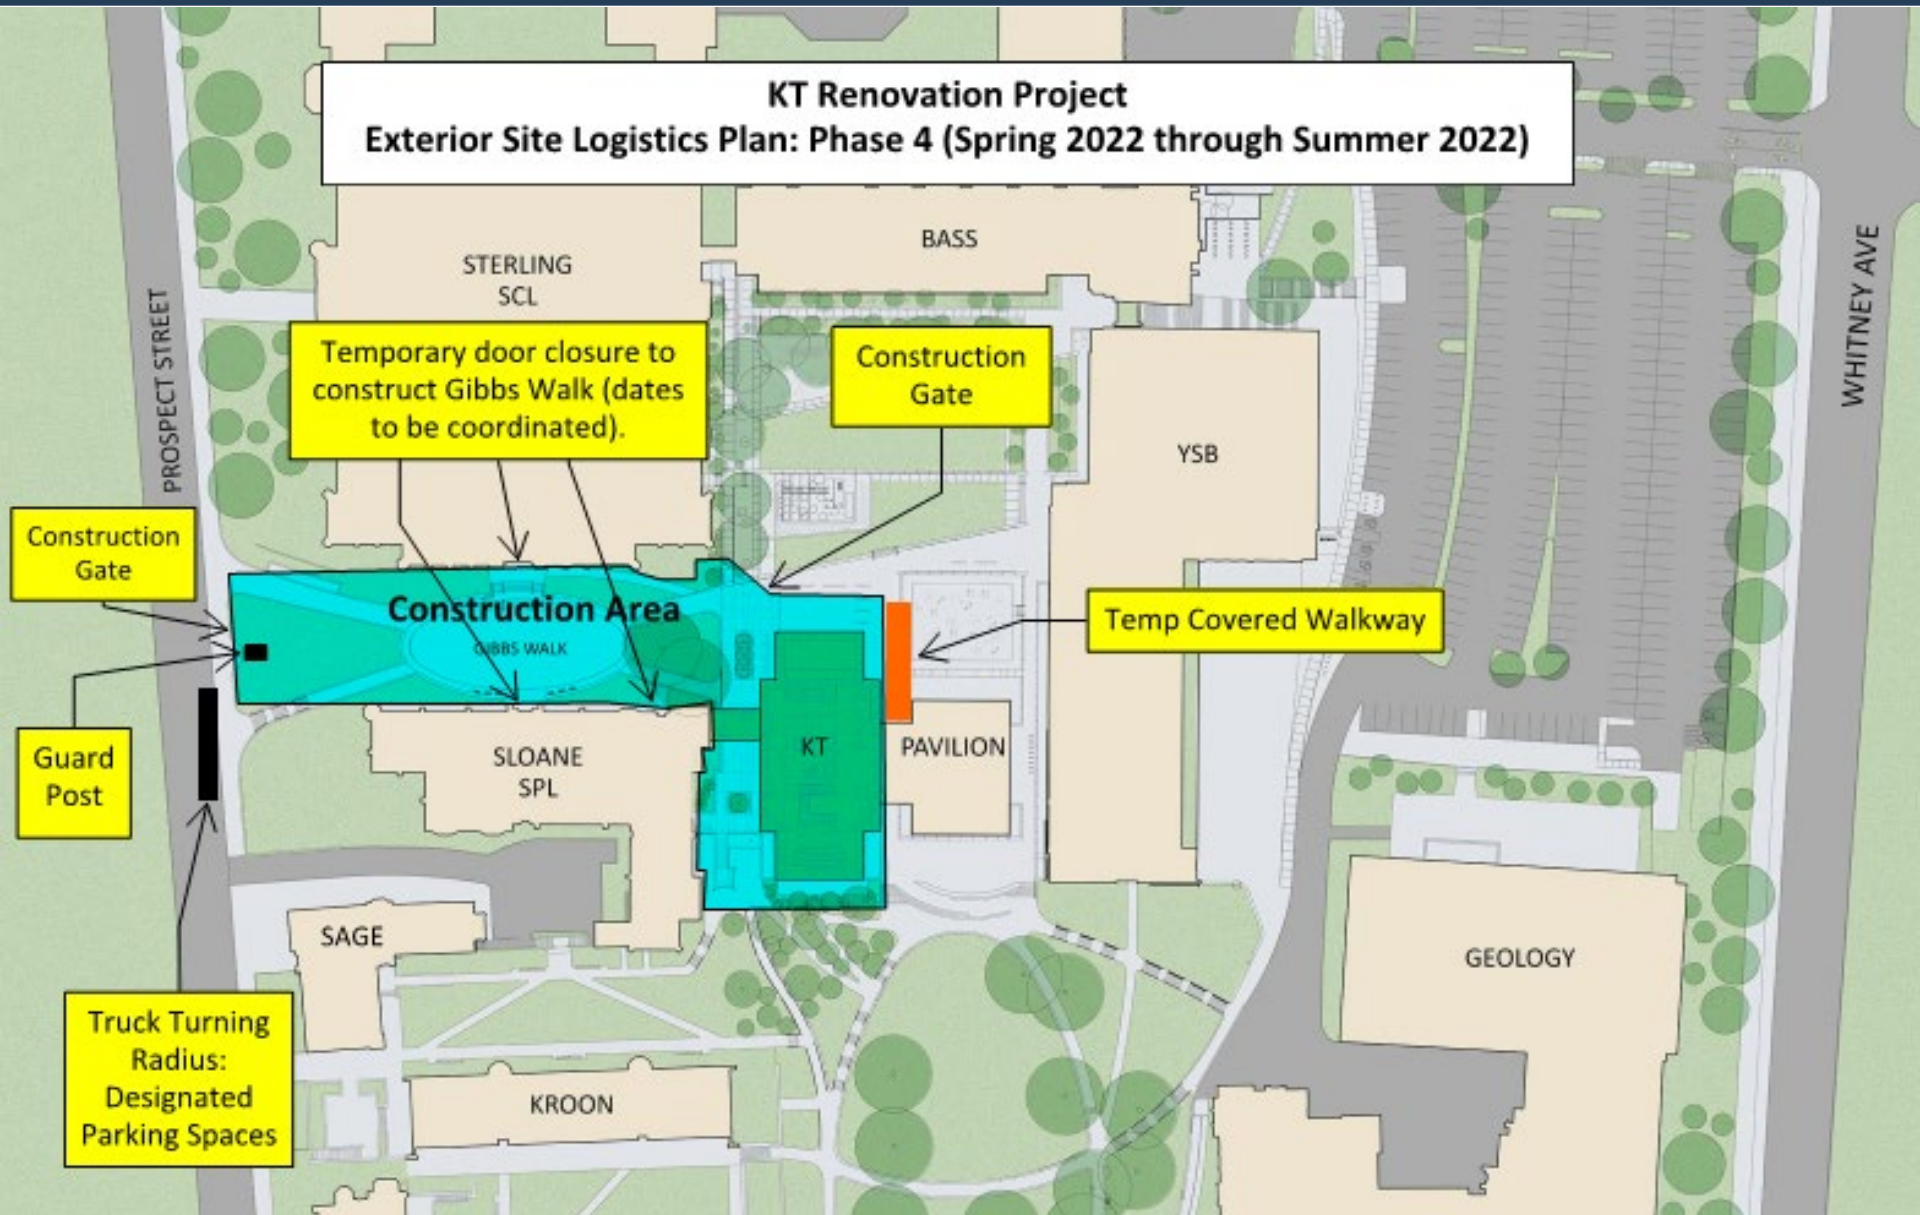 KT Renovation Project
Exterior Site Logistics Plan: Phase 4 (Spring 2022 through Summer 2022)
BASS
STERLING
SCL
WHITNEY AVE
PROSPECT STREET
Temporary door closure to
construct Gibbs Walk (dates
to be coordinated).
Construction
Gate
YSB
Construction
Gate
Construction Area
GIBBS WALK
Temp Covered Walkway
Guard
Post
SLOANE
SPL
KT
PAVILION
SAGE
GEOLOGY
Truck Turning
Radius:
Designated
Parking Spaces
KROON